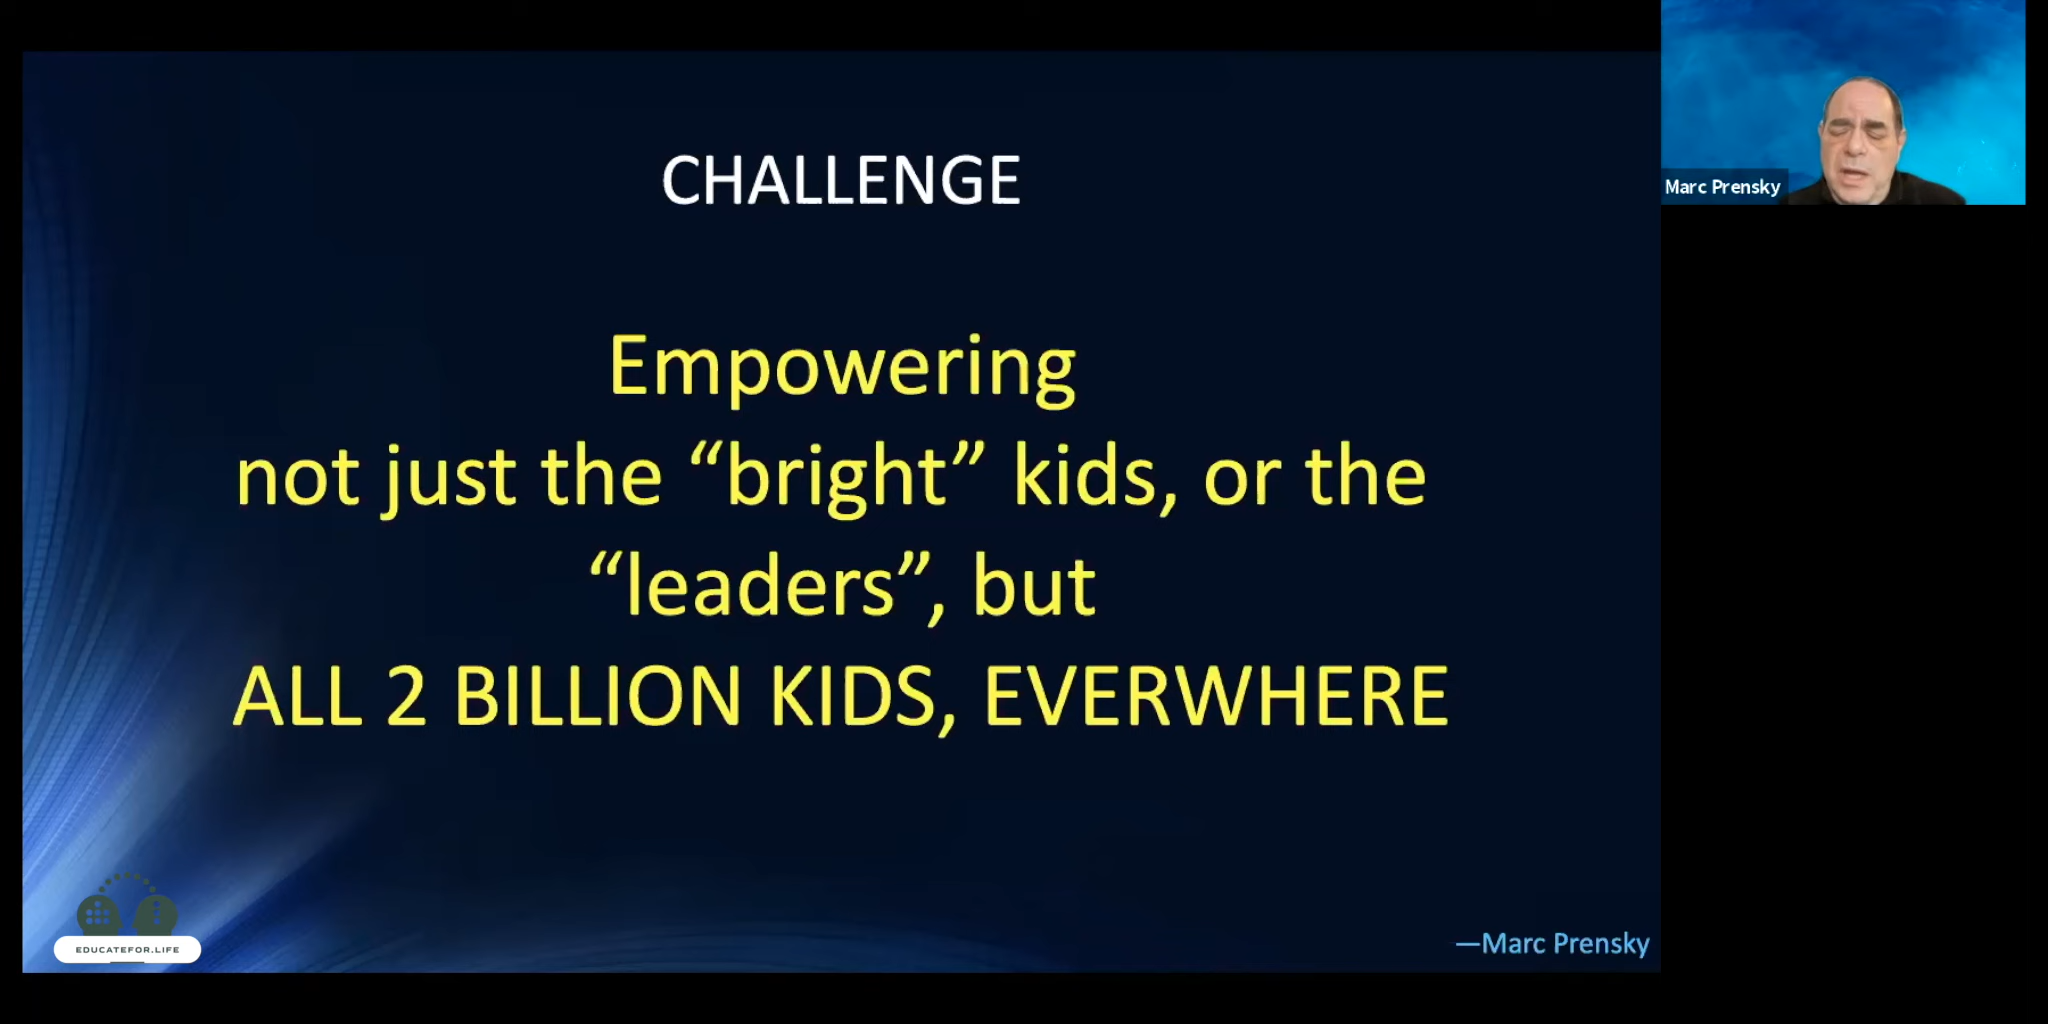 CHALLENGE
Empowering
not just the “bright” kids, or the
“leaders”, but
ALL 2 BILLION KIDS, EVERWHERE
—Marc Prensky
EDUCATEFOR.LIFE
Marc Prensky